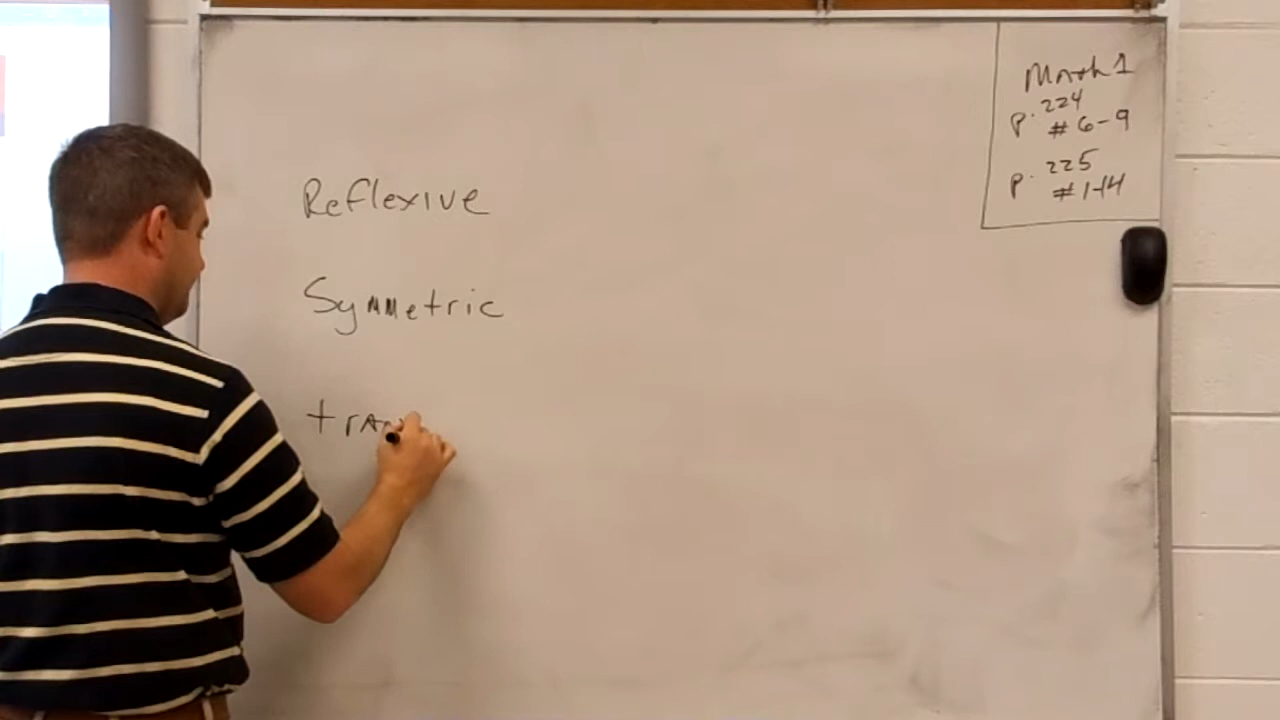 Reflexive
Symmetric
tran
Math 1
p. 224
#6-9
p. 225
#1-14